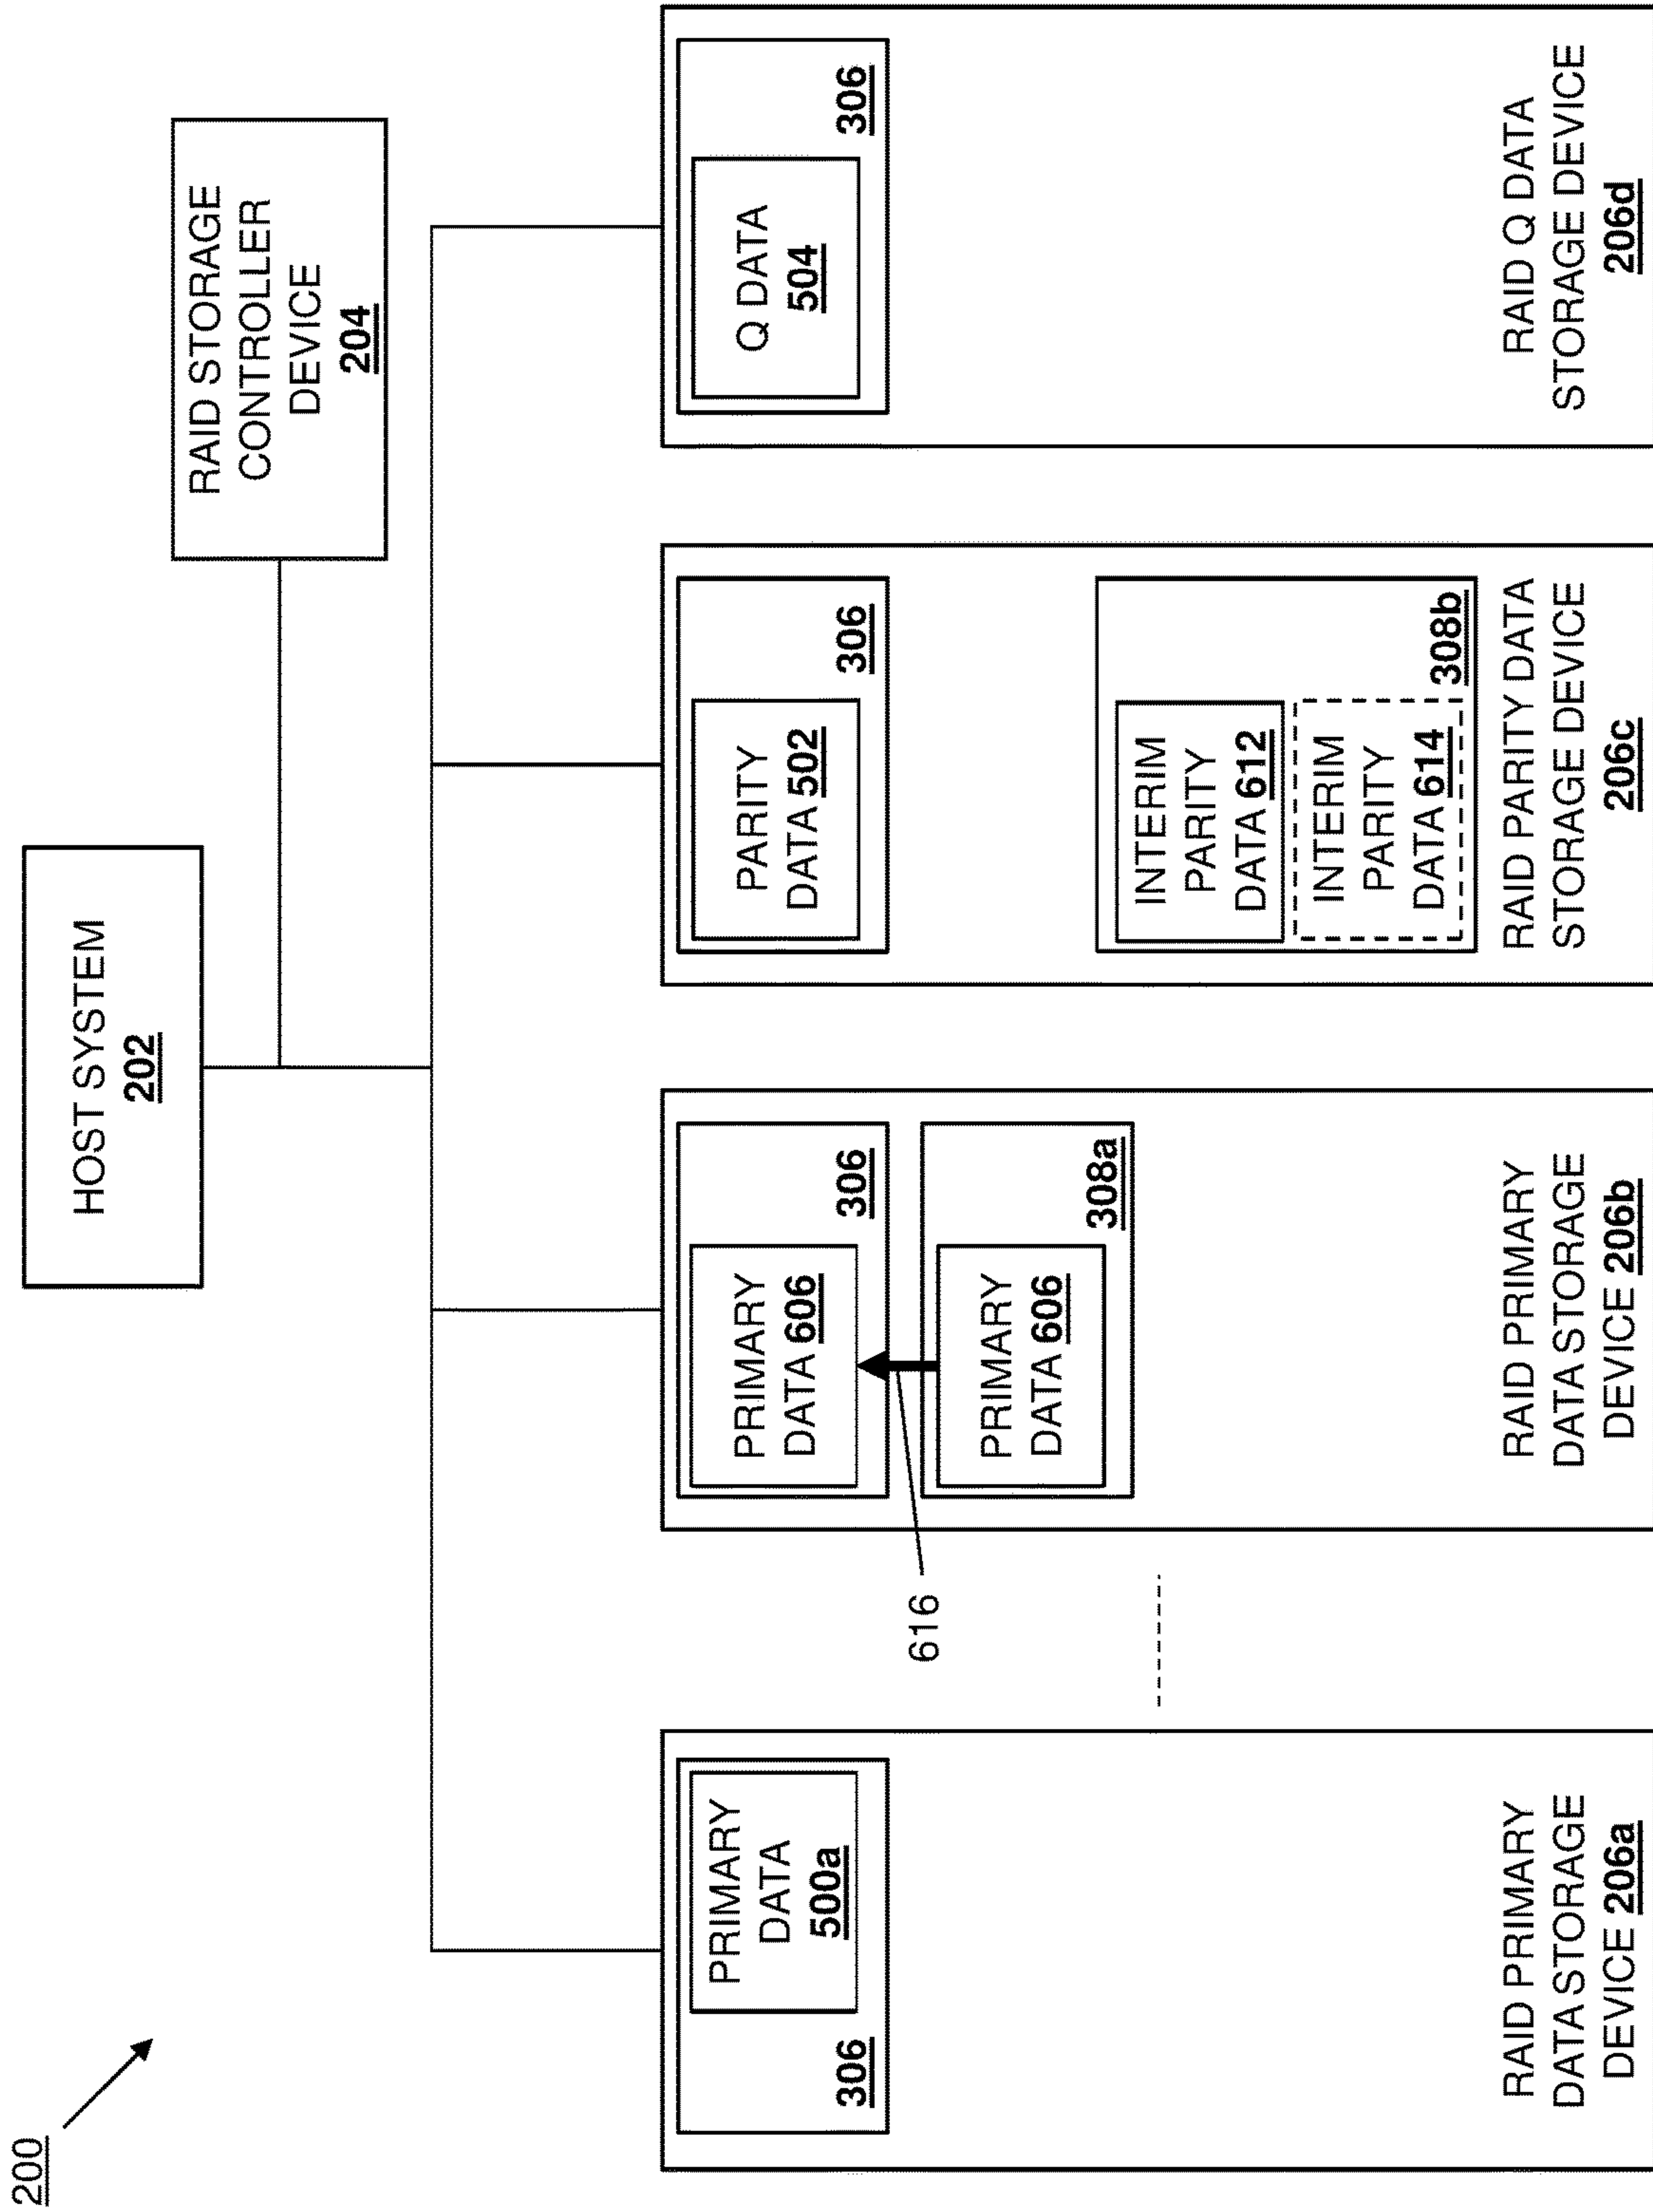 200
HOST SYSTEM
202
RAID STORAGE
CONTROLLER
DEVICE
204
306
PRIMARY
DATA
500a
RAID PRIMARY
DATA STORAGE
DEVICE 206a
616
PRIMARY
DATA 606
306
PRIMARY
DATA 606
308a
RAID PRIMARY
DATA STORAGE
DEVICE 206b
PARITY
DATA 502
306
INTERIM
PARITY
DATA 612
INTERIM
PARITY
DATA 614
308b
RAID PARITY DATA
STORAGE DEVICE
206c
Q DATA
504
306
RAID Q DATA
STORAGE DEVICE
206d